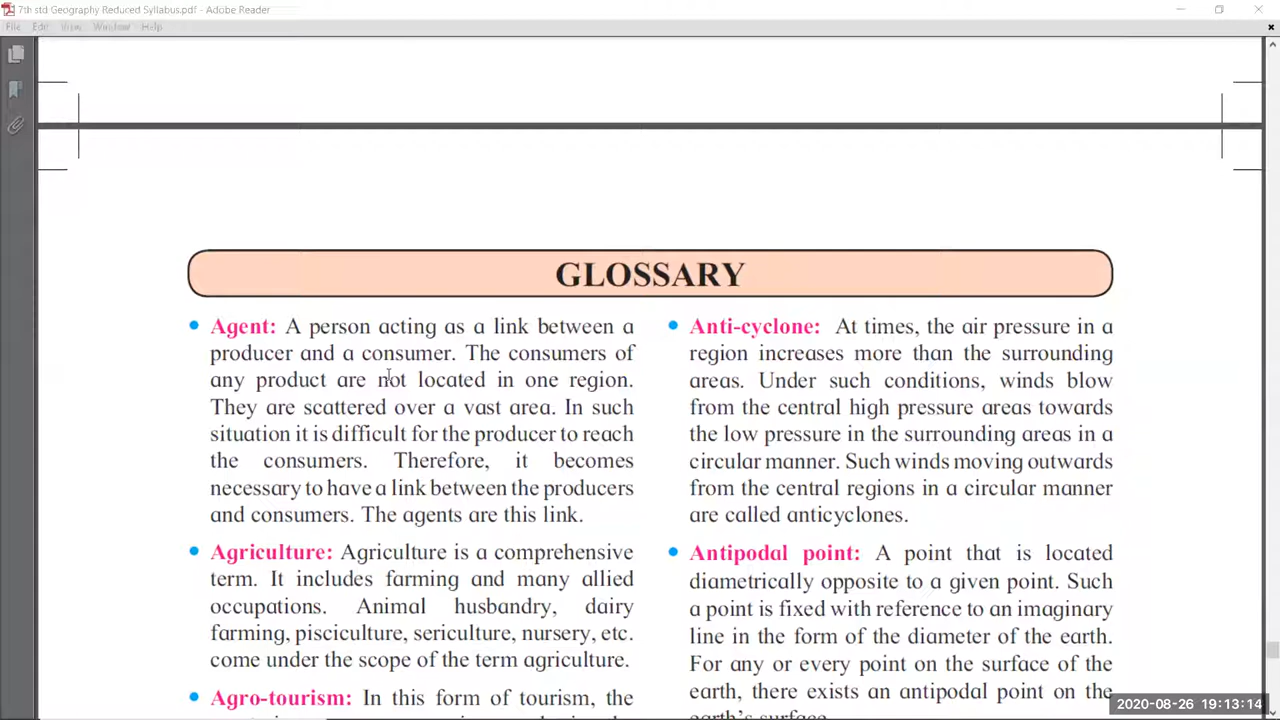 7th std Geography Reduced Syllabus.pdf - Adobe Reader
File Edit View Window Help
GLOSSARY
Agent: A person acting as a link between a
producer and a consumer. The consumers of
any product are not located in one region.
They are scattered over a vast area. In such
situation it is difficult for the producer to reach
the consumers. Therefore, it becomes
necessary to have a link between the producers
and consumers. The agents are this link.
Agriculture: Agriculture is a comprehensive
term. It includes farming and many allied
occupations. Animal husbandry, dairy
farming, pisciculture, sericulture, nursery, etc.
come under the scope of the term agriculture.
Agro-tourism: In this form of tourism, the
Anti-cyclone: At times, the air pressure in a
region increases more than the surrounding
areas. Under such conditions, winds blow
from the central high pressure areas towards
the low pressure in the surrounding areas in a
circular manner. Such winds moving outwards
from the central regions in a circular manner
are called anticyclones.
Antipodal point: A point that is located
diametrically opposite to a given point. Such
a point is fixed with reference to an imaginary
line in the form of the diameter of the earth.
For any or every point on the surface of the
earth, there exists an antipodal point on the
earth's surface.
2020-08-26 19:13:14